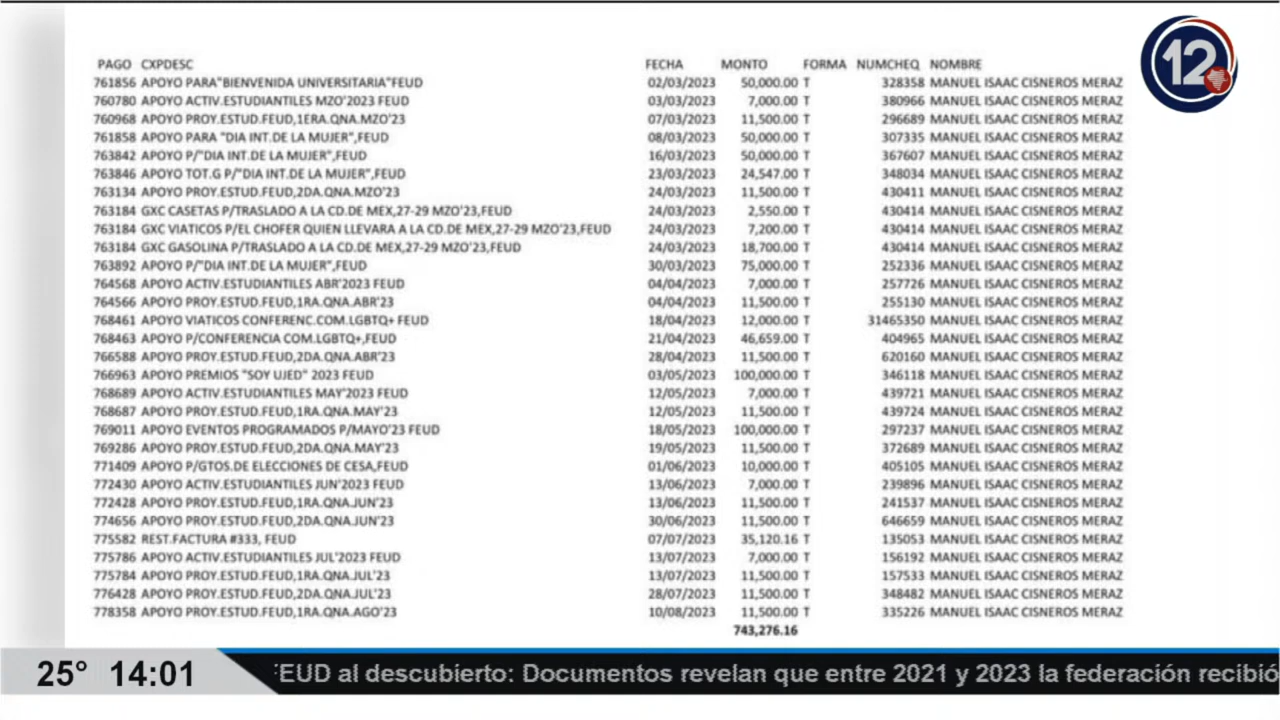 12
PAGO CXPDESC FECHA MONTO FORMA NUMCHEQ NOMBRE
761856 APOYO PARA"BIENVENIDA UNIVERSITARIA"FEUD 02/03/2023 50,000.00 T 328358 MANUEL ISAAC CISNEROS MERAZ
760780 APOYO ACTIV.ESTUDIANTILES MZO'2023 FEUD 03/03/2023 7,000.00 T 380966 MANUEL ISAAC CISNEROS MERAZ
760968 APOYO PROY.ESTUD.FEUD,1ERA.QNA.MZO'23 07/03/2023 11,500.00 T 296689 MANUEL ISAAC CISNEROS MERAZ
761858 APOYO PARA "DIA INT.DE LA MUJER",FEUD 08/03/2023 50,000.00 T 307335 MANUEL ISAAC CISNEROS MERAZ
763842 APOYO P/"DIA INT.DE LA MUJER",FEUD 16/03/2023 50,000.00 T 367607 MANUEL ISAAC CISNEROS MERAZ
763846 APOYO TOT.G P/"DIA INT.DE LA MUJER",FEUD 23/03/2023 24,547.00 T 348034 MANUEL ISAAC CISNEROS MERAZ
763134 APOYO PROY.ESTUD.FEUD,2DA.QNA.MZO'23 24/03/2023 11,500.00 T 430411 MANUEL ISAAC CISNEROS MERAZ
763184 GXC CASETAS P/TRASLADO A LA CD.DE MEX,27-29 MZO'23,FEUD 24/03/2023 2,550.00 T 430414 MANUEL ISAAC CISNEROS MERAZ
763184 GXC VIATICOS P/EL CHOFER QUIEN LLEVARA A LA CD.DE MEX,27-29 MZO'23,FEUD 24/03/2023 7,200.00 T 430414 MANUEL ISAAC CISNEROS MERAZ
763184 GXC GASOLINA P/TRASLADO A LA CD.DE MEX,27-29 MZO'23,FEUD 24/03/2023 18,700.00 T 430414 MANUEL ISAAC CISNEROS MERAZ
763892 APOYO P/"DIA INT.DE LA MUJER",FEUD 30/03/2023 75,000.00 T 252336 MANUEL ISAAC CISNEROS MERAZ
764568 APOYO ACTIV.ESTUDIANTILES ABR'2023 FEUD 04/04/2023 7,000.00 T 257726 MANUEL ISAAC CISNEROS MERAZ
764566 APOYO PROY.ESTUD.FEUD,1RA.QNA.ABR'23 04/04/2023 11,500.00 T 255130 MANUEL ISAAC CISNEROS MERAZ
768461 APOYO VIATICOS CONFERENC.COM.LGBTQ+ FEUD 18/04/2023 12,000.00 T 31465350 MANUEL ISAAC CISNEROS MERAZ
768463 APOYO P/CONFERENCIA COM.LGBTQ+,FEUD 21/04/2023 46,659.00 T 404965 MANUEL ISAAC CISNEROS MERAZ
766588 APOYO PROY.ESTUD.FEUD,2DA.QNA.ABR'23 28/04/2023 11,500.00 T 620160 MANUEL ISAAC CISNEROS MERAZ
766963 APOYO PREMIOS "SOY UJED" 2023 FEUD 03/05/2023 100,000.00 T 346118 MANUEL ISAAC CISNEROS MERAZ
768689 APOYO ACTIV.ESTUDIANTILES MAY'2023 FEUD 12/05/2023 7,000.00 T 439721 MANUEL ISAAC CISNEROS MERAZ
768687 APOYO PROY.ESTUD.FEUD,1RA.QNA.MAY'23 12/05/2023 11,500.00 T 439724 MANUEL ISAAC CISNEROS MERAZ
769011 APOYO EVENTOS PROGRAMADOS P/MAYO'23 FEUD 18/05/2023 100,000.00 T 297237 MANUEL ISAAC CISNEROS MERAZ
769286 APOYO PROY.ESTUD.FEUD,2DA.QNA.MAY'23 19/05/2023 11,500.00 T 372689 MANUEL ISAAC CISNEROS MERAZ
771409 APOYO P/GTOS.DE ELECCIONES DE CESA,FEUD 01/06/2023 10,000.00 T 405105 MANUEL ISAAC CISNEROS MERAZ
772430 APOYO ACTIV.ESTUDIANTILES JUN'2023 FEUD 13/06/2023 7,000.00 T 239896 MANUEL ISAAC CISNEROS MERAZ
772428 APOYO PROY.ESTUD.FEUD,1RA.QNA.JUN'23 13/06/2023 11,500.00 T 241537 MANUEL ISAAC CISNEROS MERAZ
774656 APOYO PROY.ESTUD.FEUD,2DA.QNA.JUN'23 30/06/2023 11,500.00 T 646659 MANUEL ISAAC CISNEROS MERAZ
775582 REST.FACTURA #333, FEUD 07/07/2023 35,120.16 T 135053 MANUEL ISAAC CISNEROS MERAZ
775786 APOYO ACTIV.ESTUDIANTILES JUL'2023 FEUD 13/07/2023 7,000.00 T 156192 MANUEL ISAAC CISNEROS MERAZ
775784 APOYO PROY.ESTUD.FEUD,1RA.QNA.JUL'23 13/07/2023 11,500.00 T 157533 MANUEL ISAAC CISNEROS MERAZ
776428 APOYO PROY.ESTUD.FEUD,2DA.QNA.JUL'23 28/07/2023 11,500.00 T 348482 MANUEL ISAAC CISNEROS MERAZ
778358 APOYO PROY.ESTUD.FEUD,1RA.QNA.AGO'23 10/08/2023 11,500.00 T 335226 MANUEL ISAAC CISNEROS MERAZ
743,276.16
25° 14:01 FEUD al descubierto: Documentos revelan que entre 2021 y 2023 la federación recibió